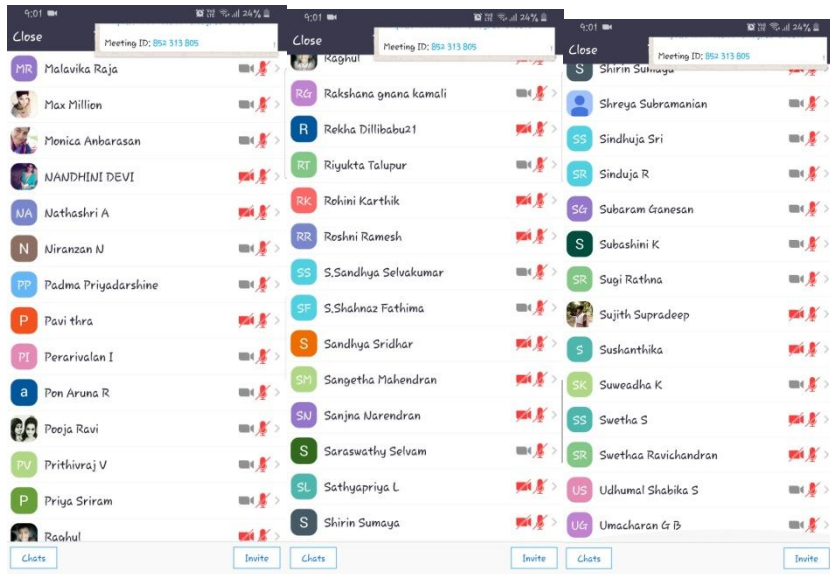 9:01
24%
Close
Meeting ID: 852 313 805
MR Malavika Raja
Max Million
Monica Anbarasan
NANDHINI DEVI
NA Nathashri A
N Niranzan N
PP Padma Priyadarshine
P Pavi thra
PI Perarivalan I
a Pon Aruna R
Pooja Ravi
PV Prithivraj V
P Priya Sriram
Raghul
Chats
Invite
9:01
24%
Close
Meeting ID: 852 313 805
Raghul
RG Rakshana gnana kamali
R Rekha Dillibabu21
RT Riyukta Talupur
RK Rohini Karthik
RR Roshni Ramesh
SS S.Sandhya Selvakumar
SF S.Shahnaz Fathima
S Sandhya Sridhar
SM Sangetha Mahendran
SN Sanjna Narendran
S Saraswathy Selvam
SL Sathyapriya L
S Shirin Sumaya
Chats
Invite
9:01
24%
Close
Meeting ID: 852 313 805
S Shirin Sumaya
Shreya Subramanian
SS Sindhuja Sri
SR Sinduja R
SG Subaram Ganesan
S Subashini K
SR Sugi Rathna
Sujith Supradeep
S Sushanthika
SK Suweadha K
SS Swetha S
SR Swethaa Ravichandran
US Udhumal Shabika S
UG Umacharan G B
Chats
Invite